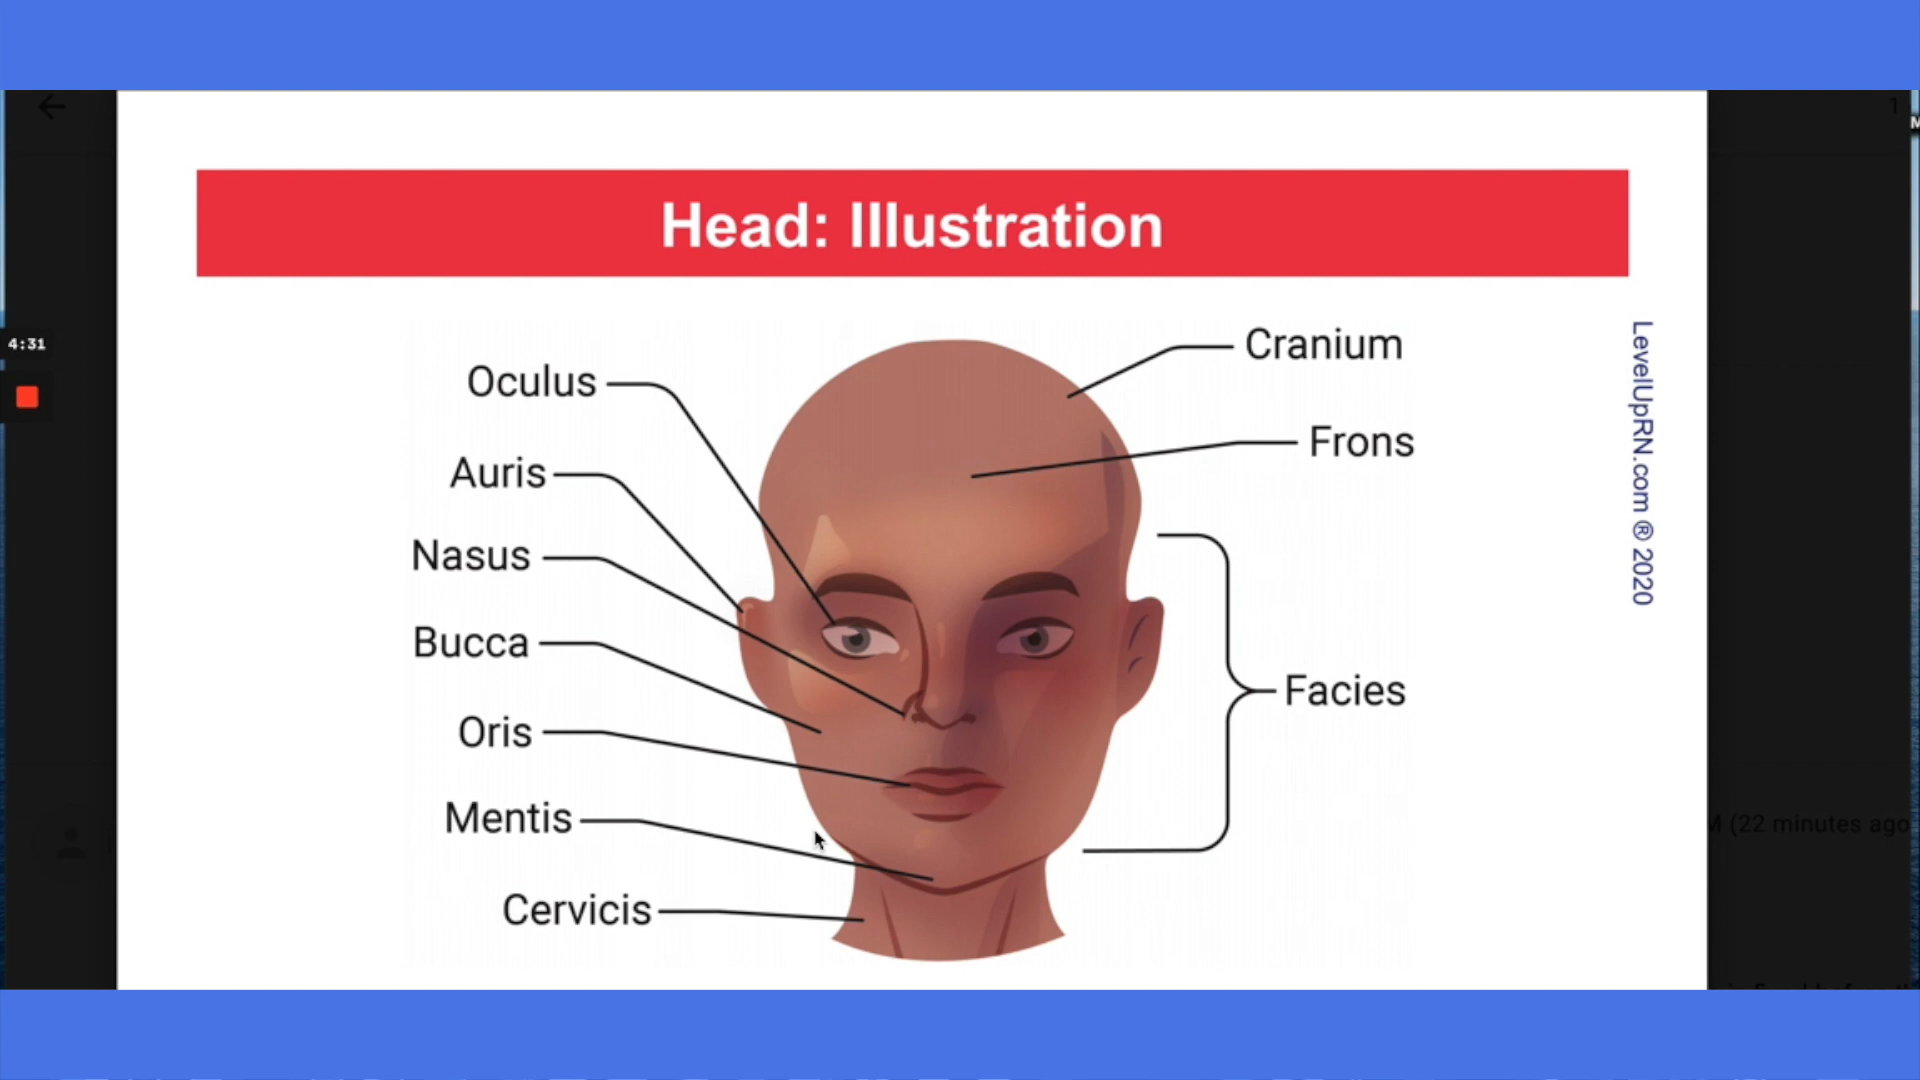 Head: Illustration
Cranium
Oculus
Frons
Auris
Nasus
Bucca
Facies
Oris
Mentis
Cervicis
LevelUpRN.com ® 2020
4:31
1
M
M (22 minutes ago